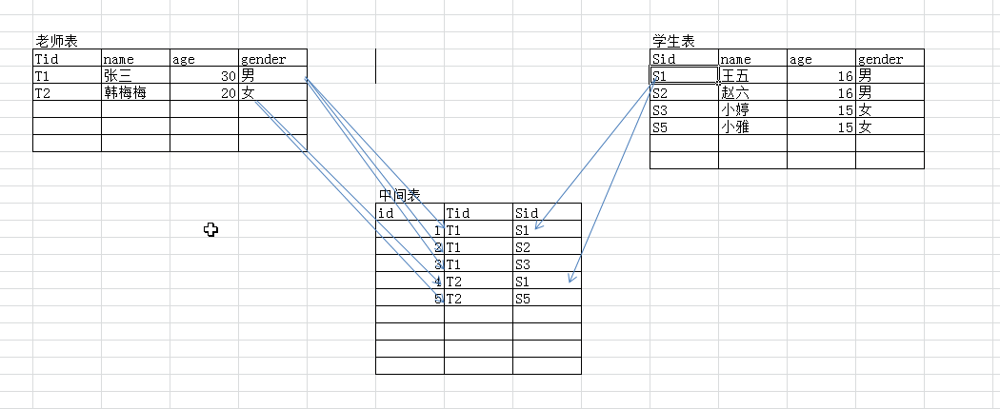 老师表
Tid name age gender
T1 张三 30 男
T2 韩梅梅 20 女
学生表
Sid name age gender
S1 王五 16 男
S2 赵六 16 男
S3 小婷 15 女
S5 小雅 15 女
中间表
id Tid Sid
1 T1 S1
2 T1 S2
3 T1 S3
4 T2 S1
5 T2 S5